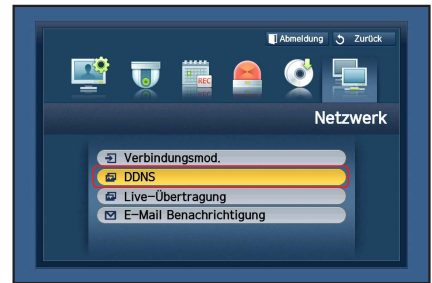 Abmeldung Zurück
REC
Netzwerk
Verbindungsmod.
DDNS
Live-Übertragung
E-Mail Benachrichtigung